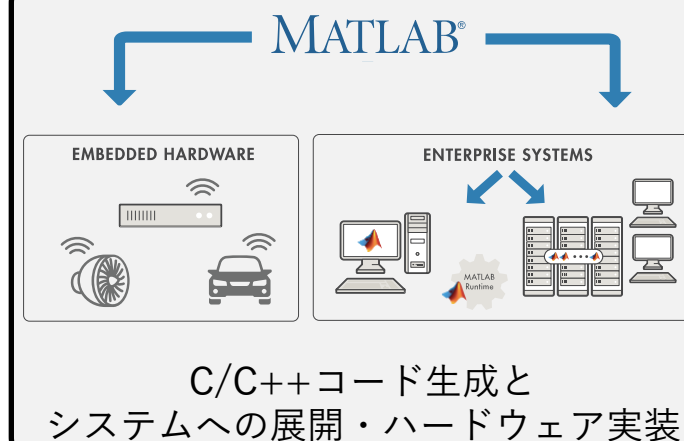 MATLAB®
EMBEDDED HARDWARE
ENTERPRISE SYSTEMS
MATLAB
Runtime
C/C++コード生成と
システムへの展開・ハードウェア実装